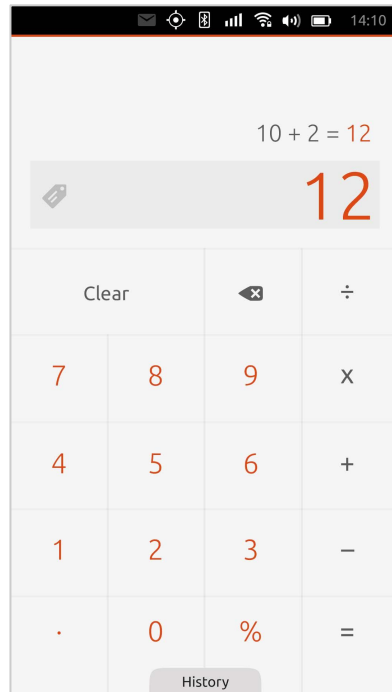 14:10
10 + 2 = 12
12
Clear ÷
7 8 9 x
4 5 6 +
1 2 3 −
. 0 % =
History